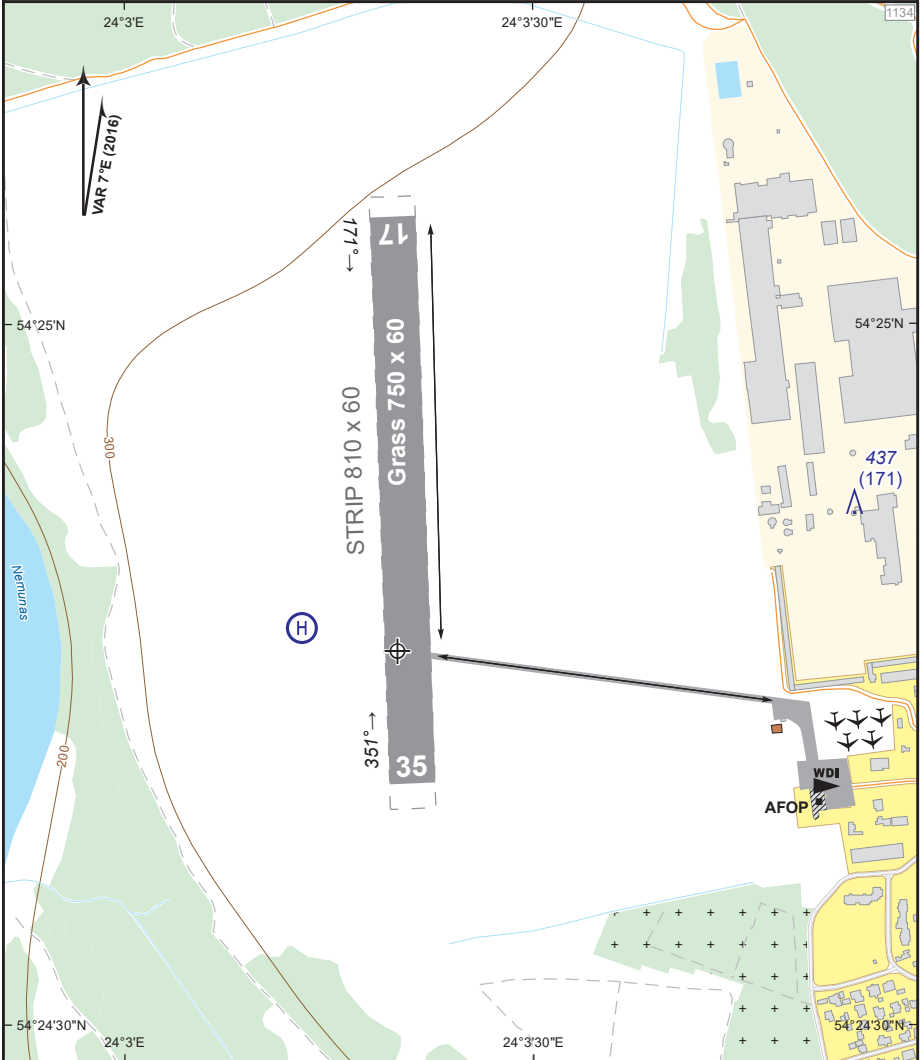 24°3'E
24°3'30"E
1134
VAR 7°E (2016)
171°→
17
54°25'N
54°25'N
Grass 750 x 60
STRIP 810 x 60
300
437
(171)
Nemunas
H
351°→
35
200
WDI
AFOP
54°24'30"N
54°24'30"N
24°3'E
24°3'30"E